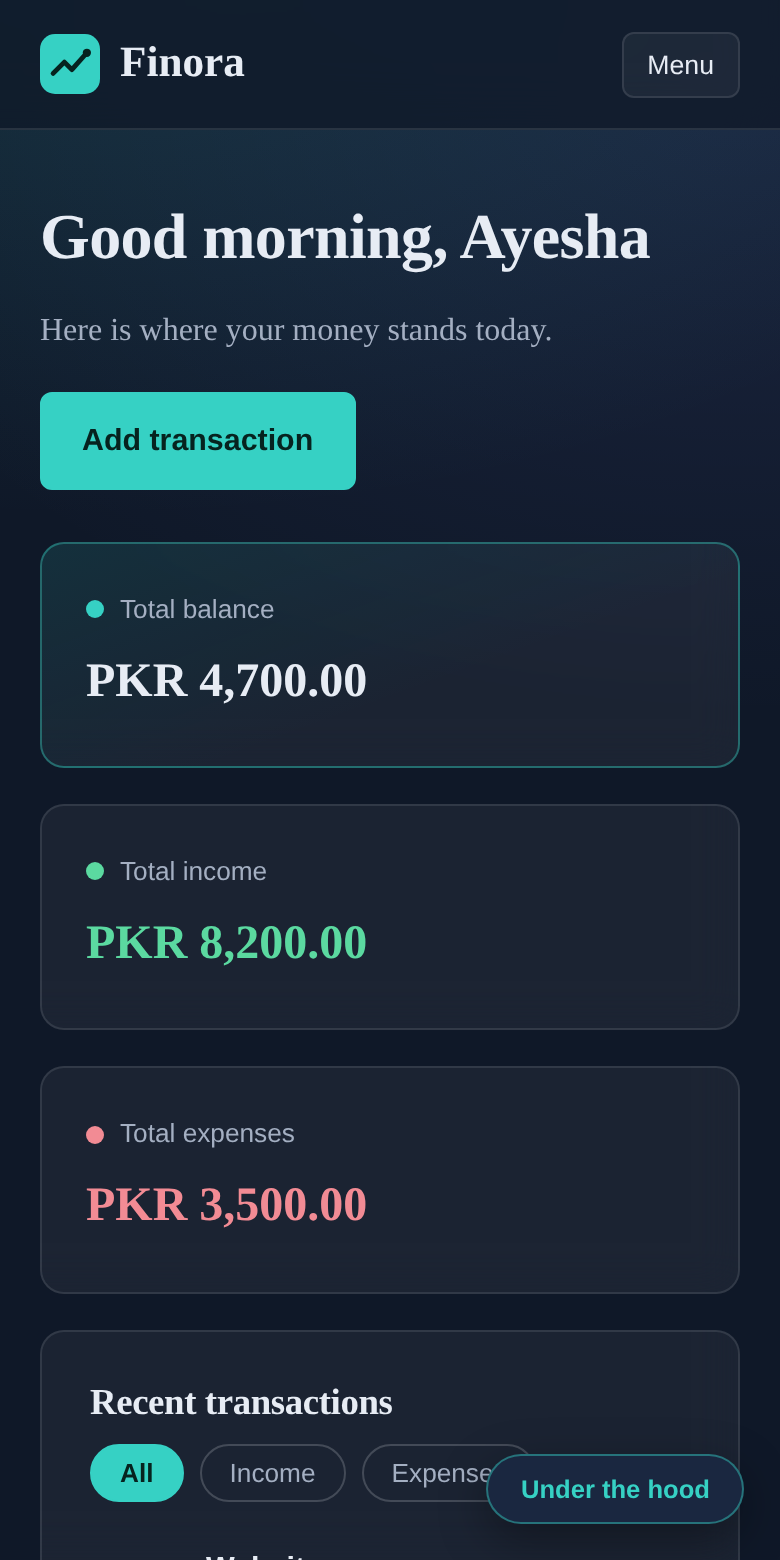 Finora
Menu
Good morning, Ayesha
Here is where your money stands today.
Add transaction
Total balance
PKR 4,700.00
Total income
PKR 8,200.00
Total expenses
PKR 3,500.00
Recent transactions
All
Income
Expense
Under the hood